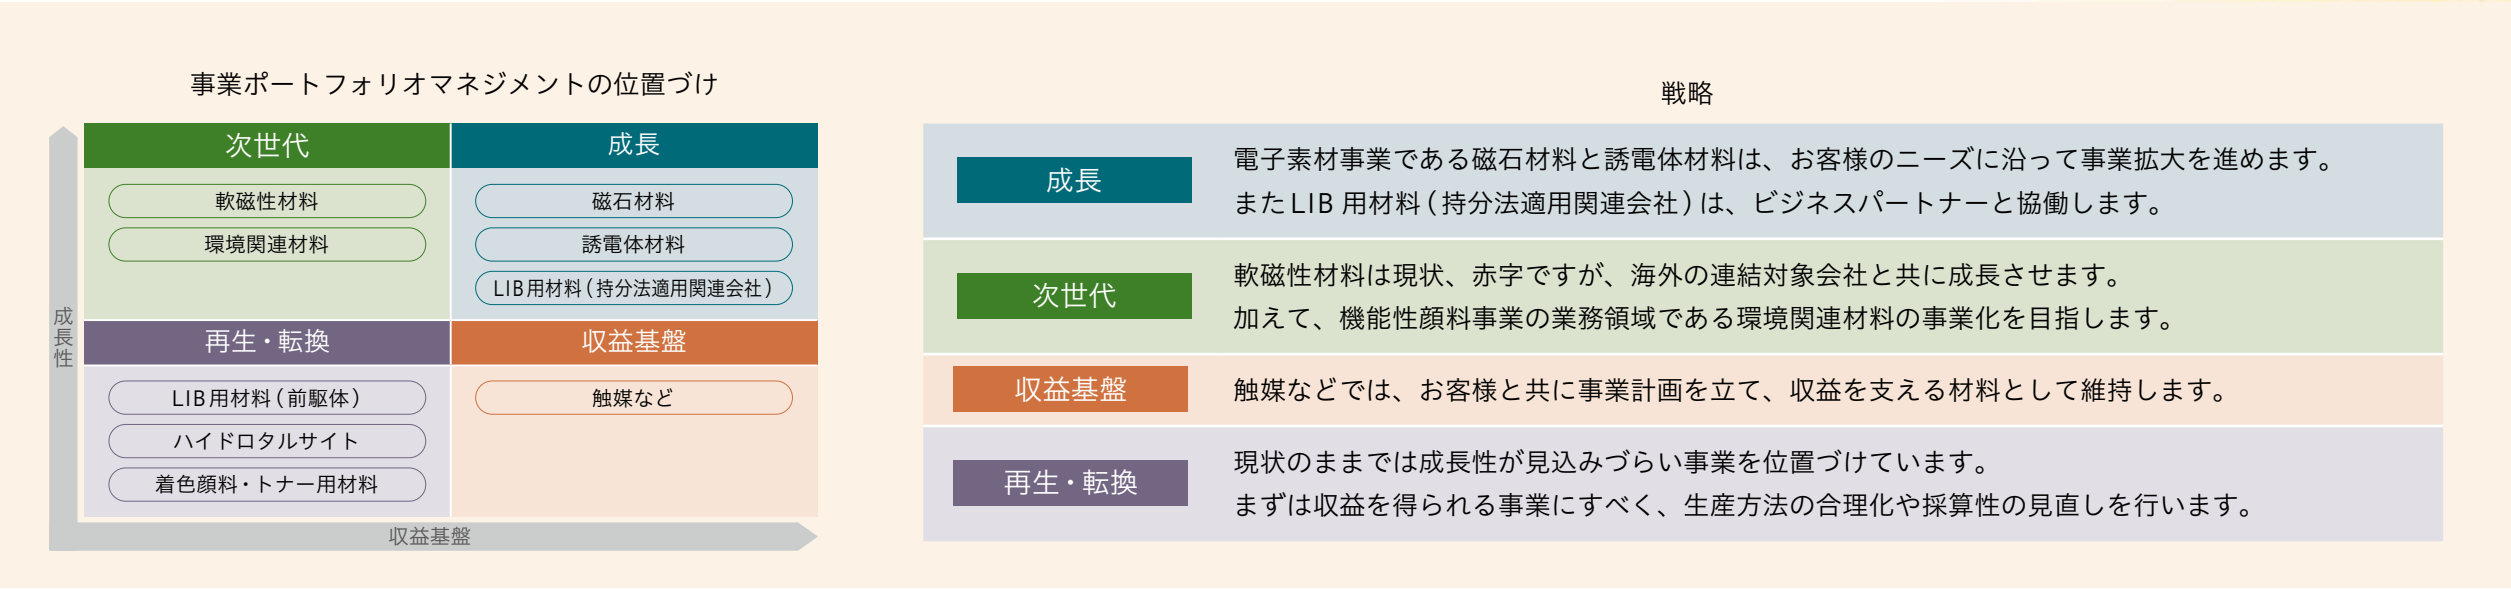 事業ポートフォリオマネジメントの位置づけ
次世代
成長
軟磁性材料
環境関連材料
磁石材料
誘電体材料
LIB用材料(持分法適用関連会社)
再生・転換
収益基盤
LIB用材料(前駆体)
ハイドロタルサイト
着色顔料・トナー用材料
触媒など
成長性
収益基盤
戦略
成長
電子素材事業である磁石材料と誘電体材料は、お客様のニーズに沿って事業拡大を進めます。
またLIB用材料(持分法適用関連会社)は、ビジネスパートナーと協働します。
次世代
軟磁性材料は現状、赤字ですが、海外の連結対象会社と共に成長させます。
加えて、機能性顔料事業の業務領域である環境関連材料の事業化を目指します。
収益基盤
触媒などでは、お客様と共に事業計画を立て、収益を支える材料として維持します。
再生・転換
現状のままでは成長性が見込みづらい事業を位置づけています。
まずは収益を得られる事業にすべく、生産方法の合理化や採算性の見直しを行います。